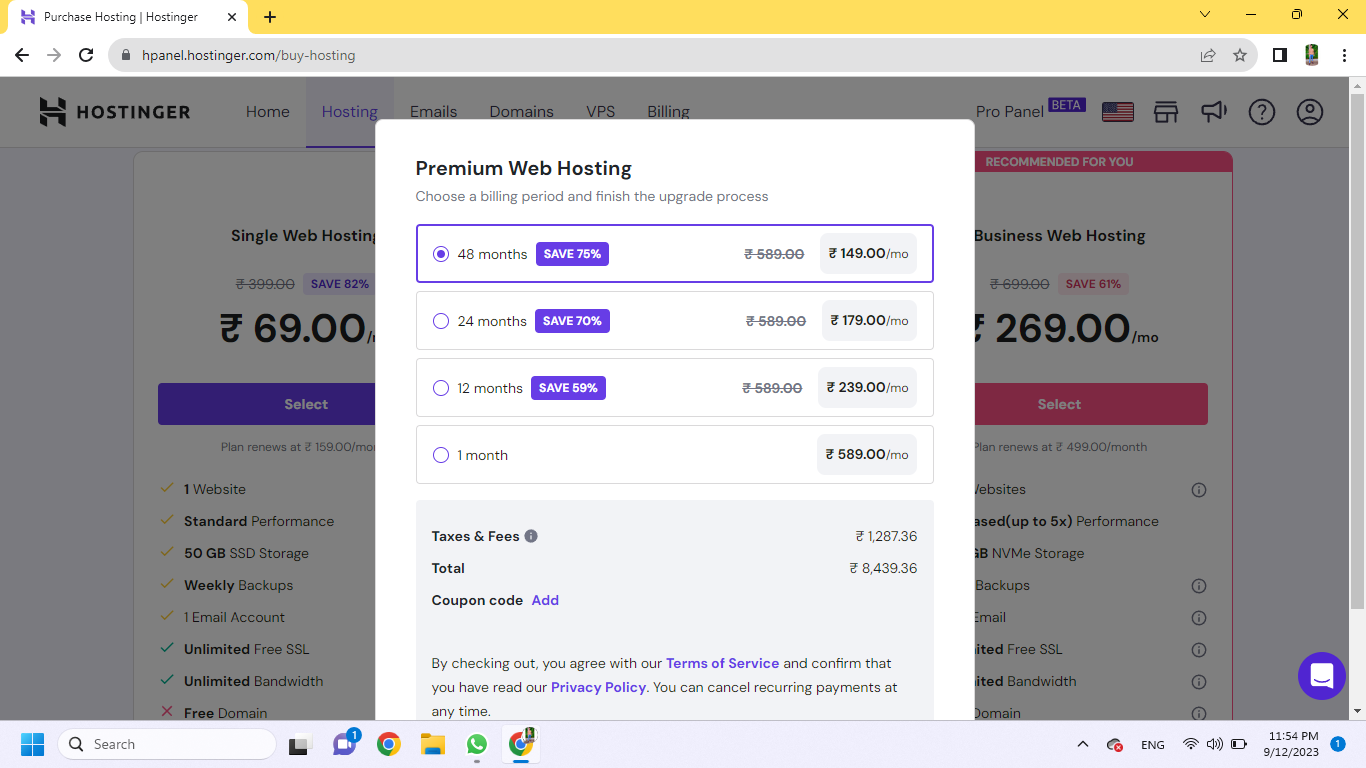 Purchase Hosting | Hostinger
hpanel.hostinger.com/buy-hosting
HOSTINGER
Home
Hosting
Emails
Domains
VPS
Billing
Pro Panel BETA
Premium Web Hosting
Choose a billing period and finish the upgrade process
48 months SAVE 75% ₹ 589.00 ₹ 149.00/mo
24 months SAVE 70% ₹ 589.00 ₹ 179.00/mo
12 months SAVE 59% ₹ 589.00 ₹ 239.00/mo
1 month ₹ 589.00/mo
Taxes & Fees ₹ 1,287.36
Total ₹ 8,439.36
Coupon code Add
By checking out, you agree with our Terms of Service and confirm that
you have read our Privacy Policy. You can cancel recurring payments at
any time.
Single Web Hosting
₹ 399.00 SAVE 82%
₹ 69.00/
Select
Plan renews at ₹ 159.00/mo
1 Website
Standard Performance
50 GB SSD Storage
Weekly Backups
1 Email Account
Unlimited Free SSL
Unlimited Bandwidth
Free Domain
RECOMMENDED FOR YOU
Business Web Hosting
₹ 699.00 SAVE 61%
₹ 269.00/mo
Select
Plan renews at ₹ 499.00/month
ebsites
ased(up to 5x) Performance
GB NVMe Storage
Backups
Email
ited Free SSL
ited Bandwidth
Domain
Search
1
ENG
11:54 PM
9/12/2023
1